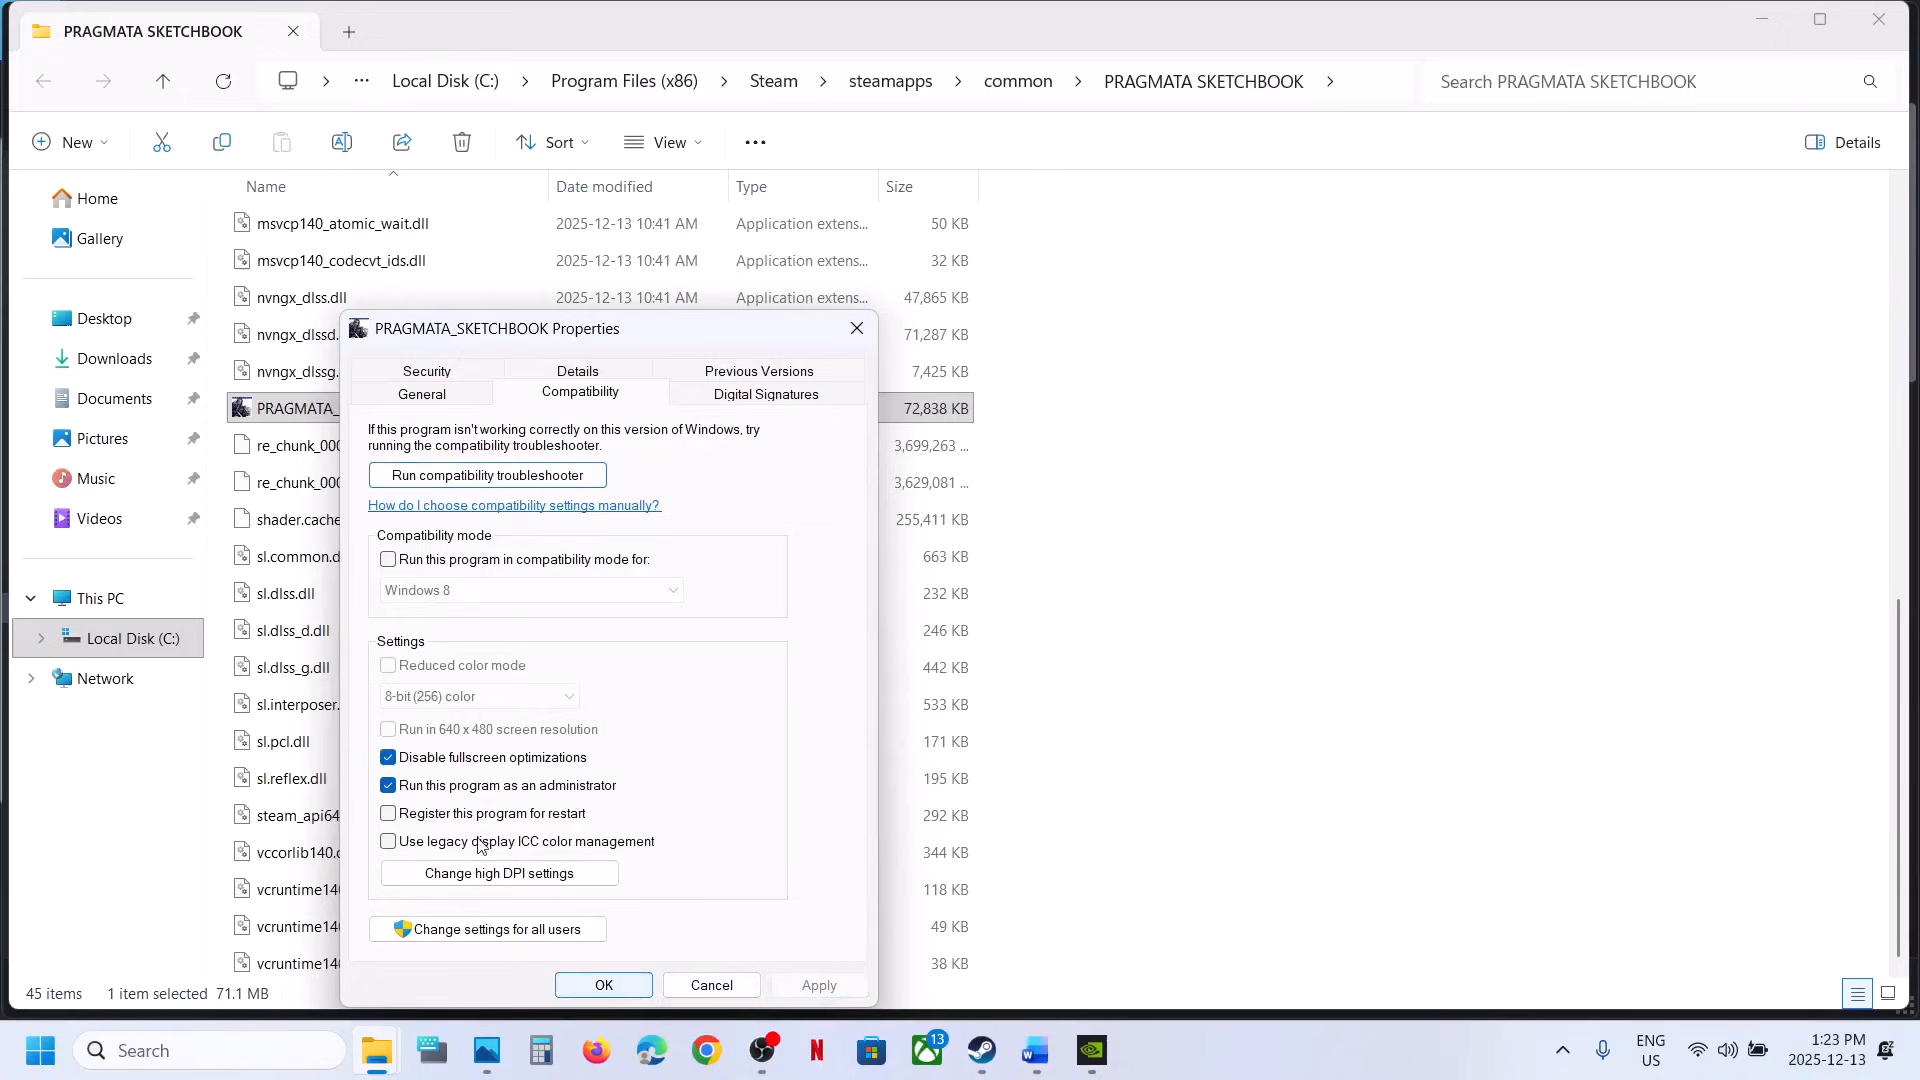 PRAGMATA SKETCHBOOK
Local Disk (C:) > Program Files (x86) > Steam > steamapps > common > PRAGMATA SKETCHBOOK >
Search PRAGMATA SKETCHBOOK
New
Sort
View
Details
Name Date modified Type Size
Home
Gallery
Desktop
Downloads
Documents
Pictures
Music
Videos
This PC
Local Disk (C:)
Network
msvcp140_atomic_wait.dll 2025-12-13 10:41 AM Application extens... 50 KB
msvcp140_codecvt_ids.dll 2025-12-13 10:41 AM Application extens... 32 KB
nvngx_dlss.dll 2025-12-13 10:41 AM Application extens... 47,865 KB
nvngx_dlssd. 71,287 KB
nvngx_dlssg. 7,425 KB
PRAGMATA_ 72,838 KB
re_chunk_000 3,699,263 ...
re_chunk_000 3,629,081 ...
shader.cache 255,411 KB
sl.common.d 663 KB
sl.dlss.dll 232 KB
sl.dlss_d.dll 246 KB
sl.dlss_g.dll 442 KB
sl.interposer. 533 KB
sl.pcl.dll 171 KB
sl.reflex.dll 195 KB
steam_api64 292 KB
vccorlib140.d 344 KB
vcruntime140 118 KB
vcruntime140 49 KB
vcruntime140 38 KB
PRAGMATA_SKETCHBOOK Properties
Security Details Previous Versions
General Compatibility Digital Signatures
If this program isn't working correctly on this version of Windows, try
running the compatibility troubleshooter.
Run compatibility troubleshooter
How do I choose compatibility settings manually?
Compatibility mode
Run this program in compatibility mode for:
Windows 8
Settings
Reduced color mode
8-bit (256) color
Run in 640 x 480 screen resolution
Disable fullscreen optimizations
Run this program as an administrator
Register this program for restart
Use legacy display ICC color management
Change high DPI settings
Change settings for all users
OK Cancel Apply
45 items 1 item selected 71.1 MB
Search
13
ENG
US
1:23 PM
2025-12-13